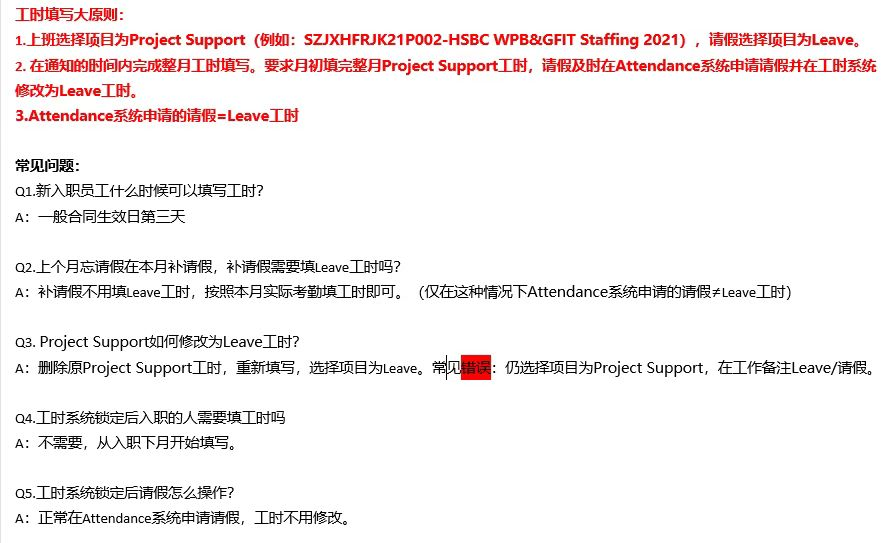 工时填写大原则：
1.上班选择项目为Project Support（例如：SZJXHFRJK21P002-HSBC WPB&GFIT Staffing 2021），请假选择项目为Leave。
2. 在通知的时间内完成整月工时填写。要求月初填完整月Project Support工时，请假及时在Attendance系统申请请假并在工时系统
修改为Leave工时。
3.Attendance系统申请的请假=Leave工时
常见问题：
Q1.新入职员工什么时候可以填写工时？
A：一般合同生效日第三天
Q2.上个月忘请假在本月补请假，补请假需要填Leave工时吗？
A：补请假不用填Leave工时，按照本月实际考勤填工时即可。（仅在这种情况下Attendance系统申请的请假≠Leave工时）
Q3. Project Support如何修改为Leave工时？
A：删除原Project Support工时，重新填写，选择项目为Leave。常见错误：仍选择项目为Project Support，在工作备注Leave/请假。
Q4.工时系统锁定后入职的人需要填工时吗
A：不需要，从入职下月开始填写。
Q5.工时系统锁定后请假怎么操作？
A：正常在Attendance系统申请请假，工时不用修改。